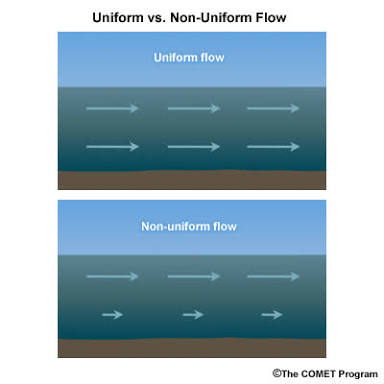 Uniform vs. Non-Uniform Flow
Uniform flow
Non-uniform flow
©The COMET Program